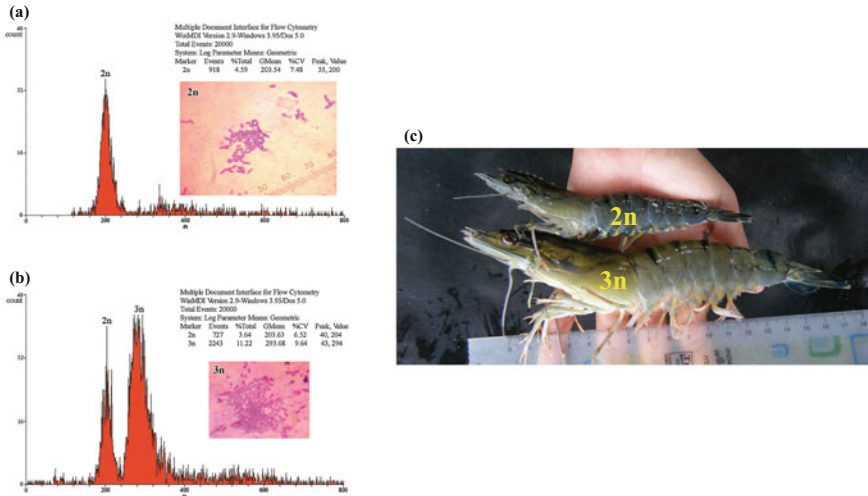 (a)
Multiple Document Interface for Flow Cytometry
WinMDI Version 2.9-Windows 3.95/Dos 5.0
Total Events: 20000
System: Log Parameter Means: Geometric
Marker Events %Total GMean %CV Peak, Value
2n 918 4.59 203.54 7.48 35, 200
2n
2n
50 60 70 80
0 200 400 600 800
(b)
Multiple Document Interface for Flow Cytometry
WinMDI Version 2.9-Windows 3.95/Dos 5.0
Total Events: 20000
System: Log Parameter Means: Geometric
Marker Events %Total GMean %CV Peak, Value
2n 727 3.64 203.63 6.52 40, 204
3n 2243 11.22 293.68 9.64 43, 294
2n 3n
3n
0 200 400 600 800
(c)
2n
3n